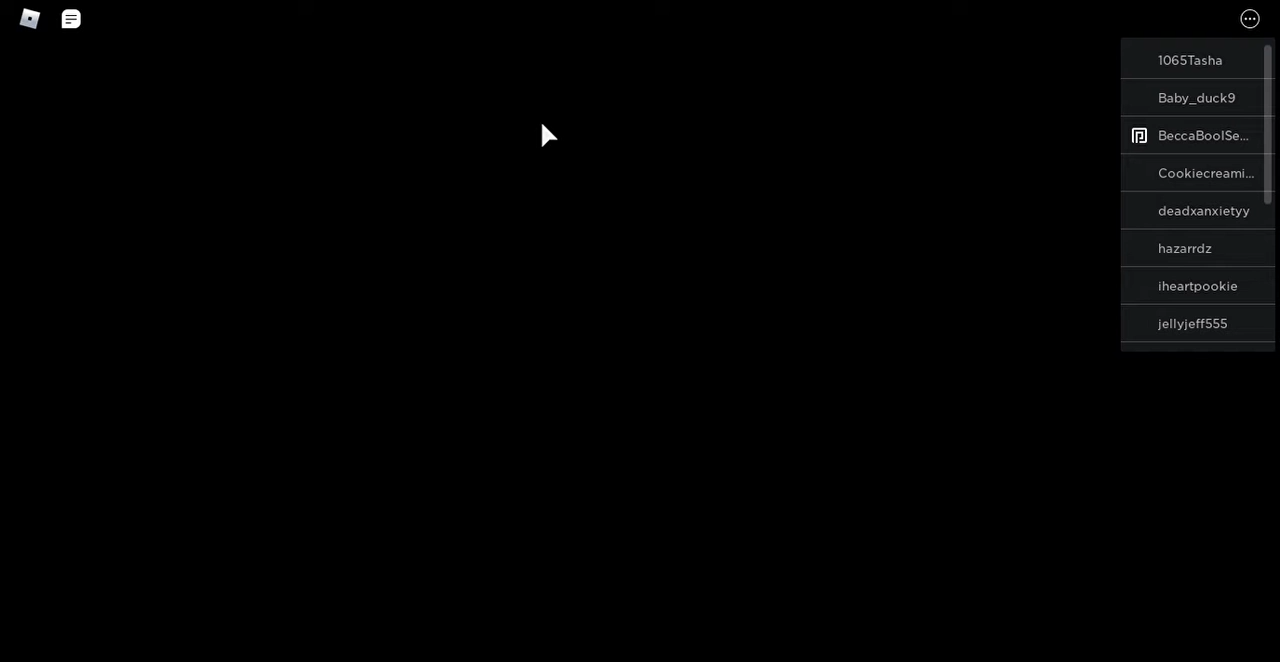 1065Tasha
Baby_duck9
BeccaBoolSe...
Cookiecreami...
deadxanxietyy
hazarrdz
iheartpookie
jellyjeff555